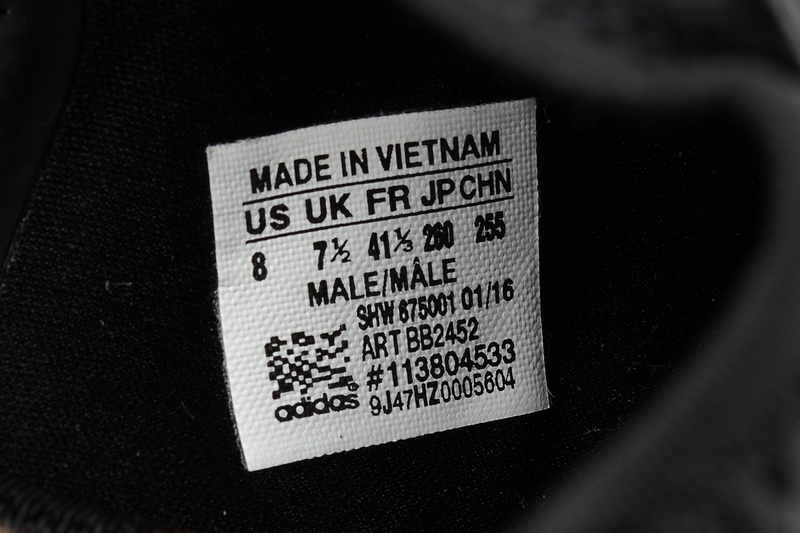 MADE IN VIETNAM
US UK FR JP CHN
8 7½ 41⅓ 260 255
MALE/MÂLE
SHW 675001 01/16
ART BB2452
#113804533
9J47HZ0005604
adidas®